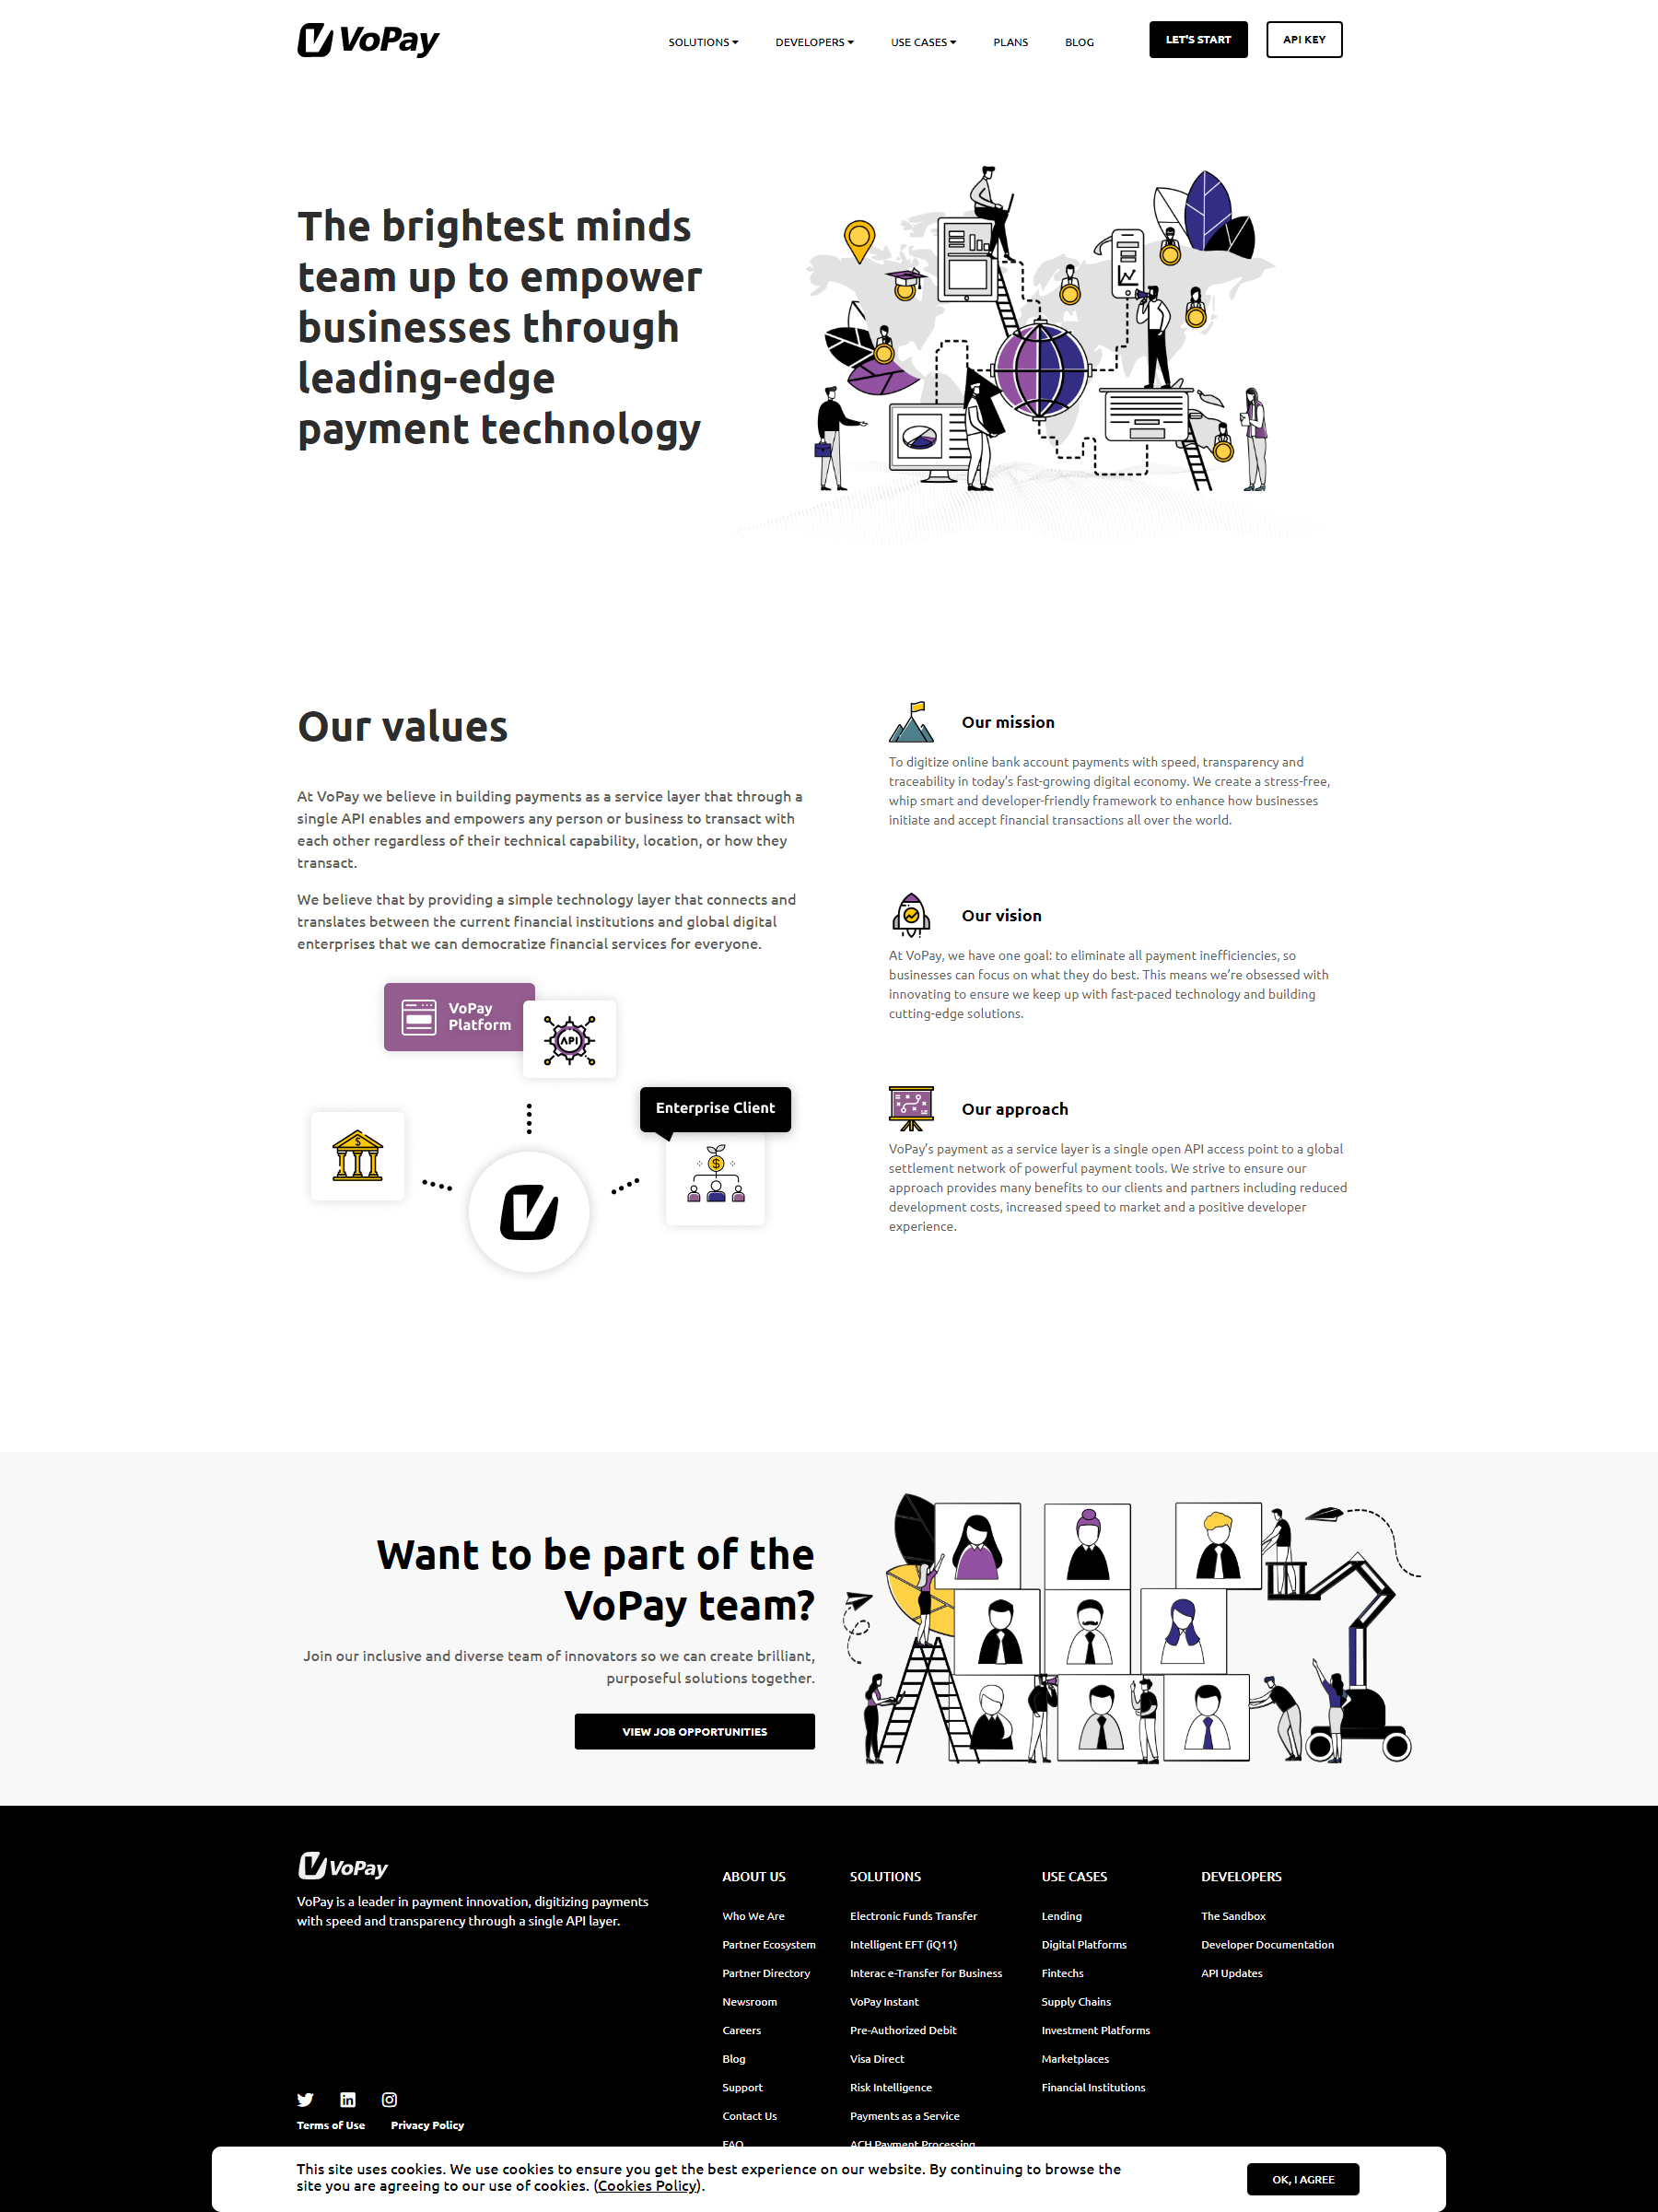 VoPay
SOLUTIONS
DEVELOPERS
USE CASES
PLANS
BLOG
LET'S START
API KEY
The brightest minds
team up to empower
businesses through
leading-edge
payment technology
Our values
At VoPay we believe in building payments as a service layer that through a
single API enables and empowers any person or business to transact with
each other regardless of their technical capability, location, or how they
transact.
We believe that by providing a simple technology layer that connects and
translates between the current financial institutions and global digital
enterprises that we can democratize financial services for everyone.
VoPay
Platform
API
Enterprise Client
Our mission
To digitize online bank account payments with speed, transparency and
traceability in today’s fast-growing digital economy. We create a stress-free,
whip smart and developer-friendly framework to enhance how businesses
initiate and accept financial transactions all over the world.
Our vision
At VoPay, we have one goal: to eliminate all payment inefficiencies, so
businesses can focus on what they do best. This means we’re obsessed with
innovating to ensure we keep up with fast-paced technology and building
cutting-edge solutions.
Our approach
VoPay’s payment as a service layer is a single open API access point to a global
settlement network of powerful payment tools. We strive to ensure our
approach provides many benefits to our clients and partners including reduced
development costs, increased speed to market and a positive developer
experience.
Want to be part of the
VoPay team?
Join our inclusive and diverse team of innovators so we can create brilliant,
purposeful solutions together.
VIEW JOB OPPORTUNITIES
VoPay
VoPay is a leader in payment innovation, digitizing payments
with speed and transparency through a single API layer.
Terms of Use
Privacy Policy
ABOUT US
Who We Are
Partner Ecosystem
Partner Directory
Newsroom
Careers
Blog
Support
Contact Us
FAQ
SOLUTIONS
Electronic Funds Transfer
Intelligent EFT (iQ11)
Interac e-Transfer for Business
VoPay Instant
Pre-Authorized Debit
Visa Direct
Risk Intelligence
Payments as a Service
ACH Payment Processing
USE CASES
Lending
Digital Platforms
Fintechs
Supply Chains
Investment Platforms
Marketplaces
Financial Institutions
DEVELOPERS
The Sandbox
Developer Documentation
API Updates
This site uses cookies. We use cookies to ensure you get the best experience on our website. By continuing to browse the
site you are agreeing to our use of cookies. (Cookies Policy).
OK, I AGREE